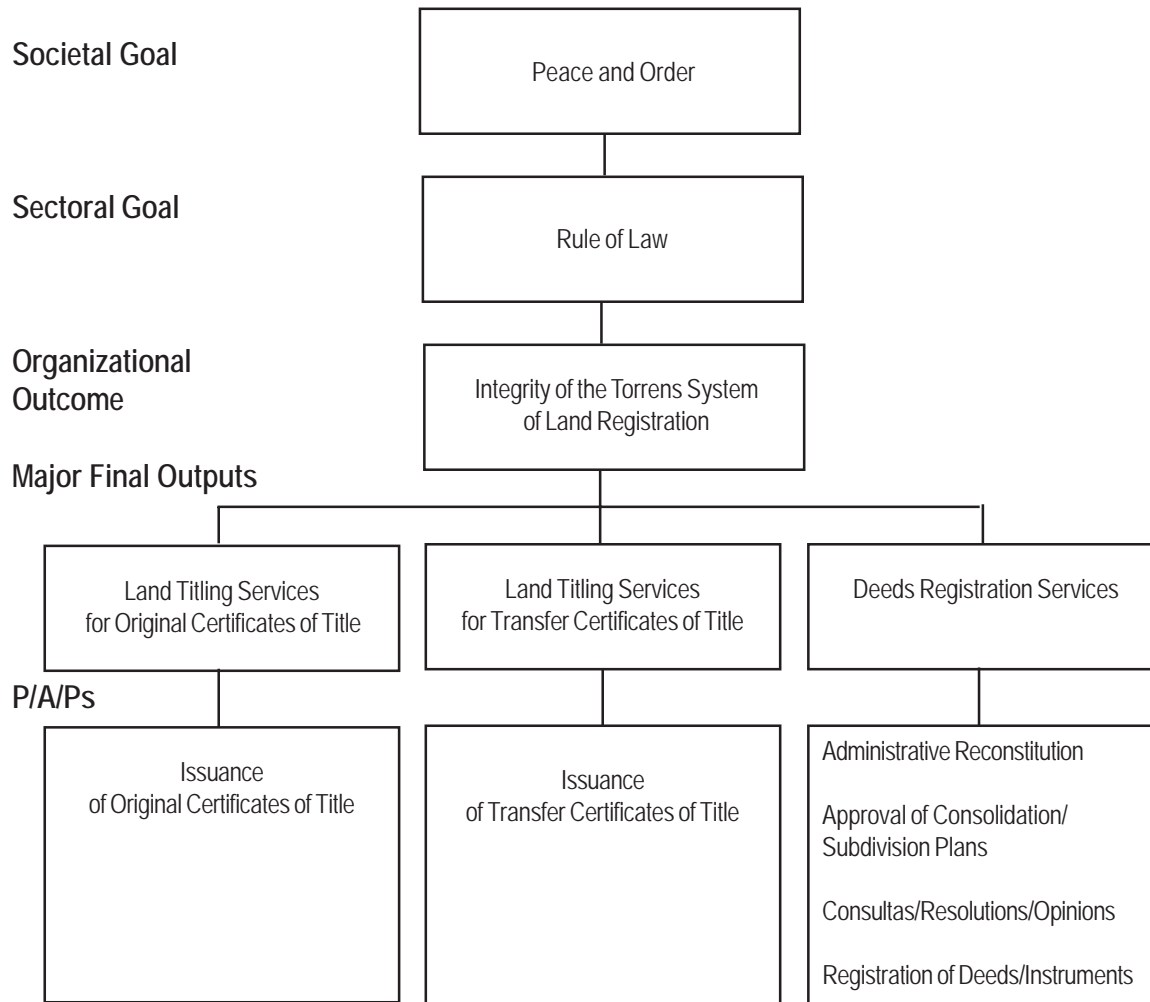 Societal Goal
Peace and Order
Sectoral Goal
Rule of Law
Organizational
Outcome
Integrity of the Torrens System
of Land Registration
Major Final Outputs
Land Titling Services
for Original Certificates of Title
Land Titling Services
for Transfer Certificates of Title
Deeds Registration Services
P/A/Ps
Issuance
of Original Certificates of Title
Issuance
of Transfer Certificates of Title
Administrative Reconstitution
Approval of Consolidation/
Subdivision Plans
Consultas/Resolutions/Opinions
Registration of Deeds/Instruments